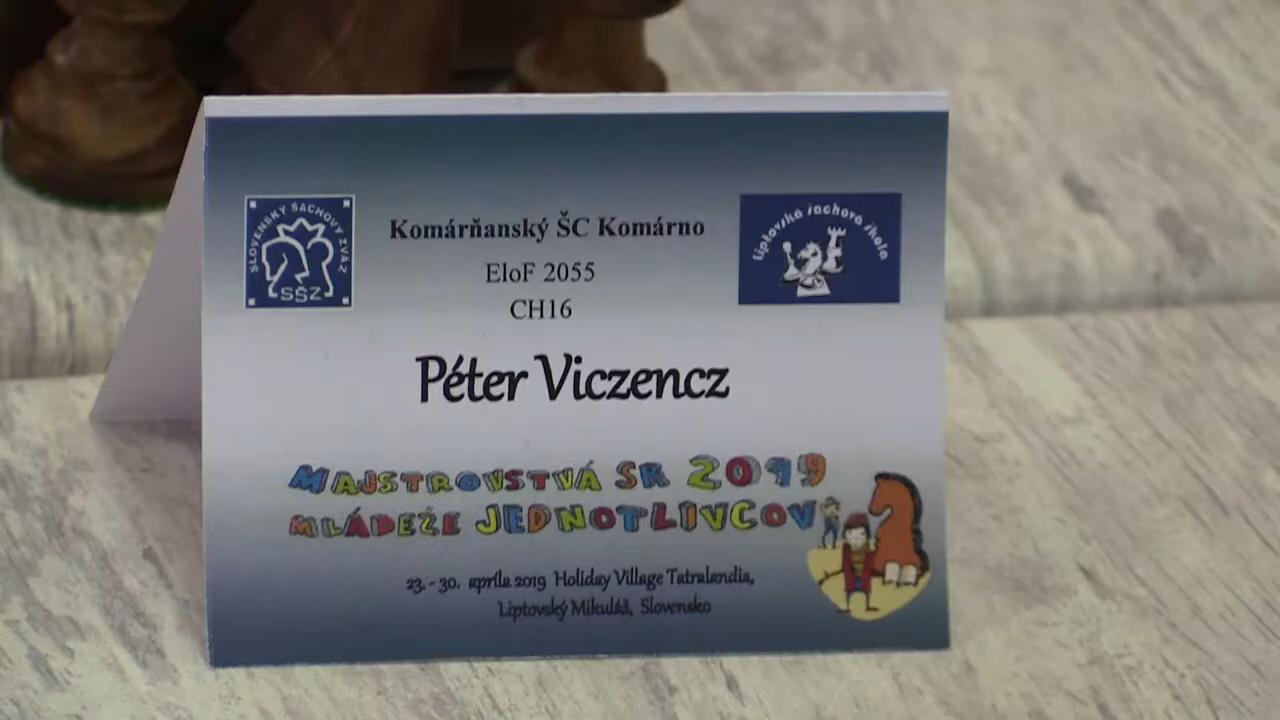 SLOVENSKÝ ŠACHOVÝ ZVÄZ
SŠZ
Komárňanský ŠC Komárno
EloF 2055
CH16
Liptovská šachová škola
Péter Viczencz
MAJSTROVSTVÁ SR 2019
MLÁDEŽE JEDNOTLIVCOV
23. - 30. apríla 2019 Holiday Village Tatralandia,
Liptovský Mikuláš, Slovensko